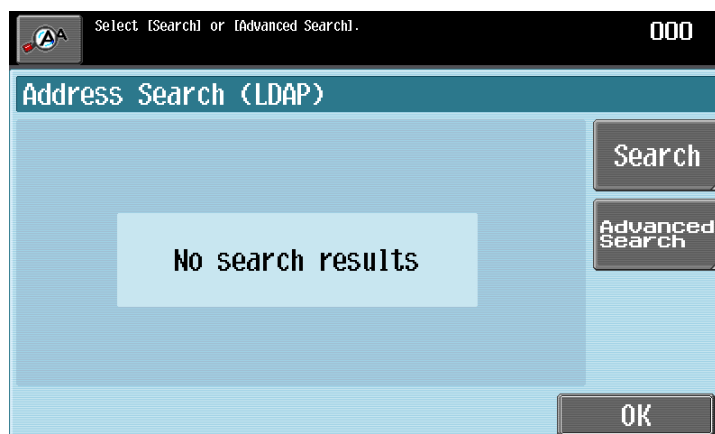 Select [Search] or [Advanced Search].
000
Address Search (LDAP)
Search
Advanced
Search
No search results
OK